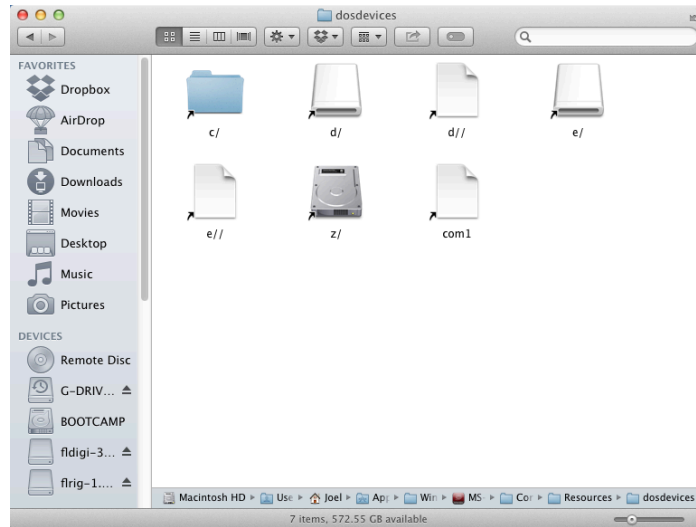 dosdevices
FAVORITES
Dropbox
AirDrop
Documents
Downloads
Movies
Desktop
Music
Pictures
DEVICES
Remote Disc
G-DRIV...
BOOTCAMP
fldigi-3...
flrig-1....
c/
d/
d//
e/
e//
z/
com1
Macintosh HD ▸ Use ▸ Joel ▸ App ▸ Win ▸ MS- ▸ Cor ▸ Resources ▸ dosdevices
7 items, 572.55 GB available